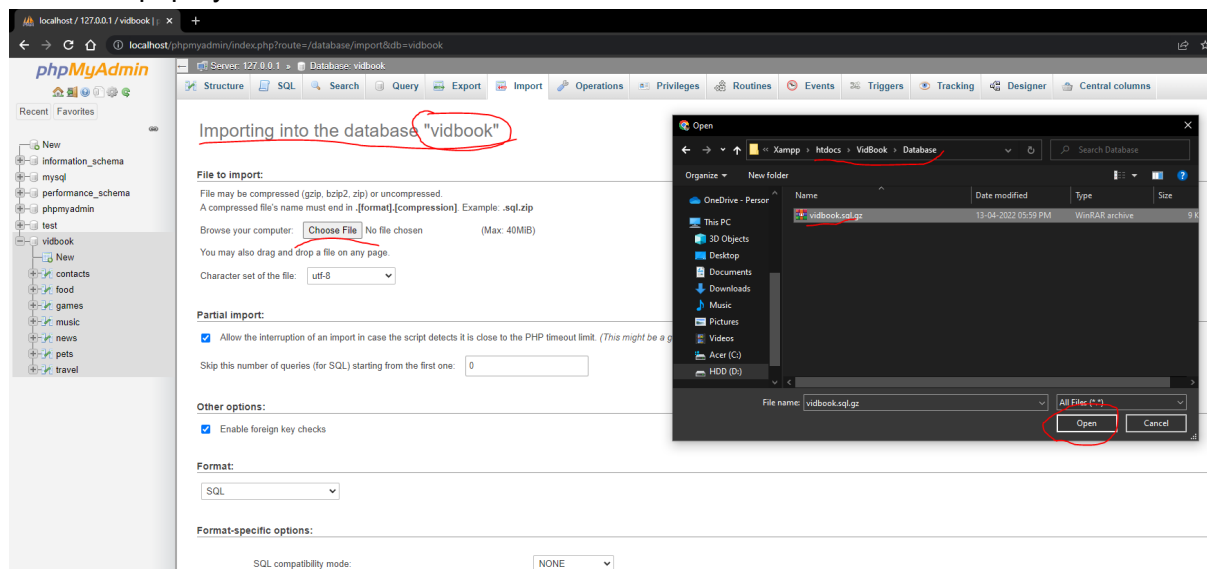 localhost / 127.0.0.1 / vidbook | p
localhost/phpmyadmin/index.php?route=/database/import&db=vidbook
phpMyAdmin
Recent Favorites
New
information_schema
mysql
performance_schema
phpmyadmin
test
vidbook
New
contacts
food
games
music
news
pets
travel
Server: 127.0.0.1 » Database: vidbook
Structure SQL Search Query Export Import Operations Privileges Routines Events Triggers Tracking Designer Central columns
Importing into the database "vidbook"
File to import:
File may be compressed (gzip, bzip2, zip) or uncompressed.
A compressed file's name must end in .[format].[compression]. Example: .sql.zip
Browse your computer: Choose File No file chosen (Max: 40MiB)
You may also drag and drop a file on any page.
Character set of the file: utf-8
Partial import:
Allow the interruption of an import in case the script detects it is close to the PHP timeout limit. (This might be a g
Skip this number of queries (for SQL) starting from the first one: 0
Other options:
Enable foreign key checks
Format:
SQL
Format-specific options:
SQL compatibility mode: NONE
Open
« Xampp › htdocs › VidBook › Database
Search Database
Organize New folder
Name Date modified Type Size
OneDrive - Person
This PC
3D Objects
Desktop
Documents
Downloads
Music
Pictures
Videos
Acer (C:)
HDD (D:)
vidbook.sql.gz 13-04-2022 05:59 PM WinRAR archive 9 K
File name: vidbook.sql.gz All Files (*.*)
Open Cancel